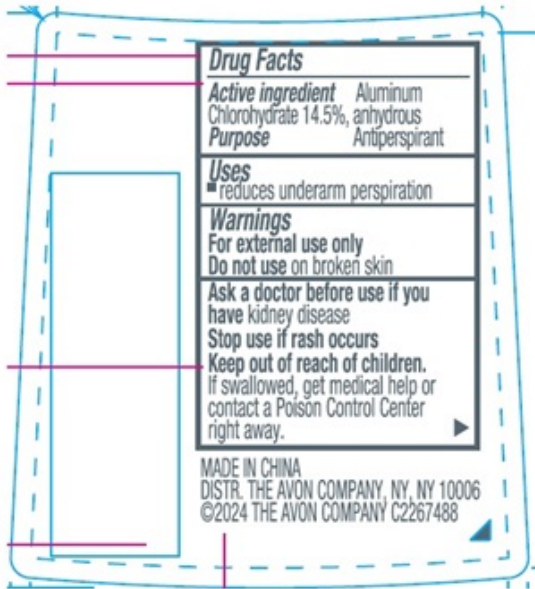 Drug Facts
Active ingredient Aluminum
Chlorohydrate 14.5%, anhydrous
Purpose Antiperspirant
Uses
■ reduces underarm perspiration
Warnings
For external use only
Do not use on broken skin
Ask a doctor before use if you
have kidney disease
Stop use if rash occurs
Keep out of reach of children.
If swallowed, get medical help or
contact a Poison Control Center
right away.
MADE IN CHINA
DISTR. THE AVON COMPANY, NY, NY 10006
©2024 THE AVON COMPANY C2267488